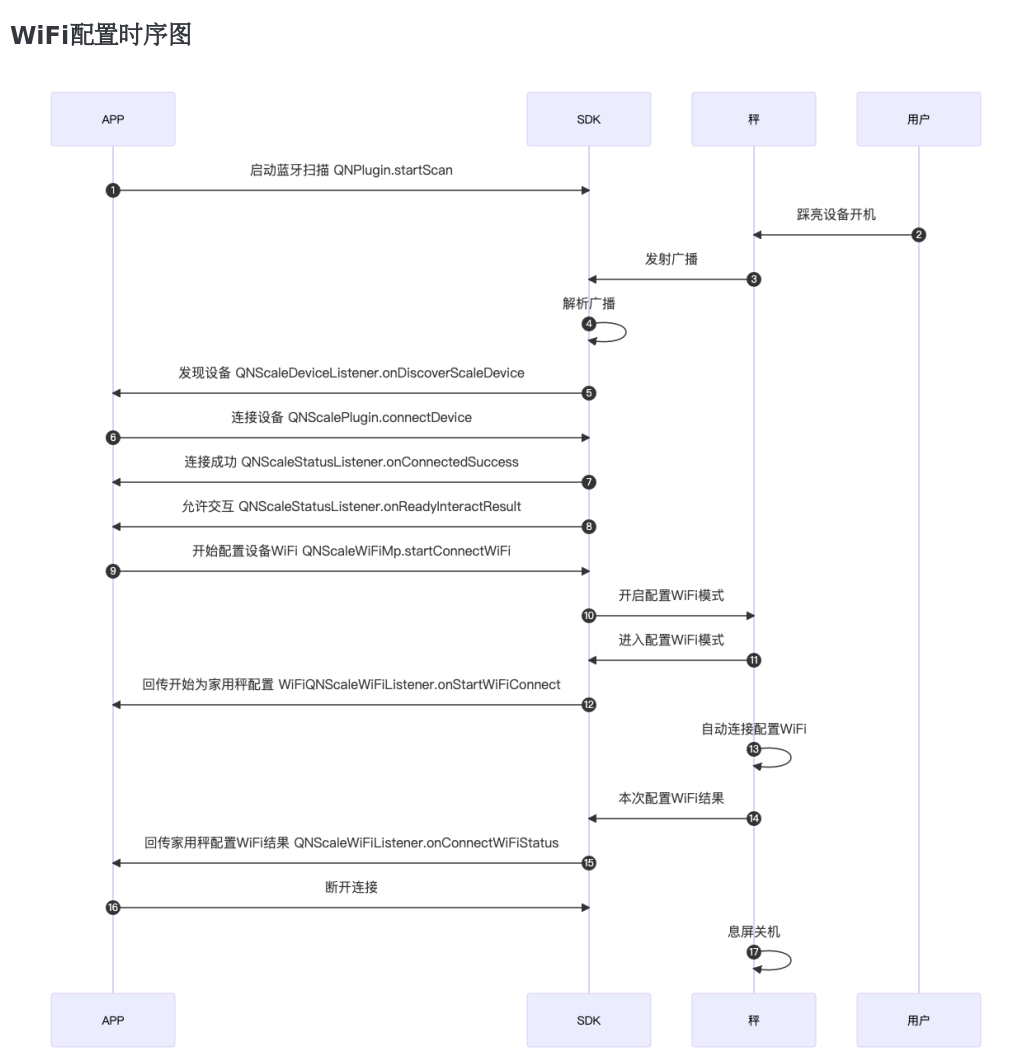 WiFi配置时序图
APP
SDK
秤
用户
启动蓝牙扫描 QNPlugin.startScan
1
踩亮设备开机
2
发射广播
3
解析广播
4
发现设备 QNScaleDeviceListener.onDiscoverScaleDevice
5
连接设备 QNScalePlugin.connectDevice
6
连接成功 QNScaleStatusListener.onConnectedSuccess
7
允许交互 QNScaleStatusListener.onReadyInteractResult
8
开始配置设备WiFi QNScaleWiFiMp.startConnectWiFi
9
开启配置WiFi模式
10
进入配置WiFi模式
11
回传开始为家用秤配置 WiFiQNScaleWiFiListener.onStartWiFiConnect
12
自动连接配置WiFi
13
本次配置WiFi结果
14
回传家用秤配置WiFi结果 QNScaleWiFiListener.onConnectWiFiStatus
15
断开连接
16
息屏关机
17
APP
SDK
秤
用户